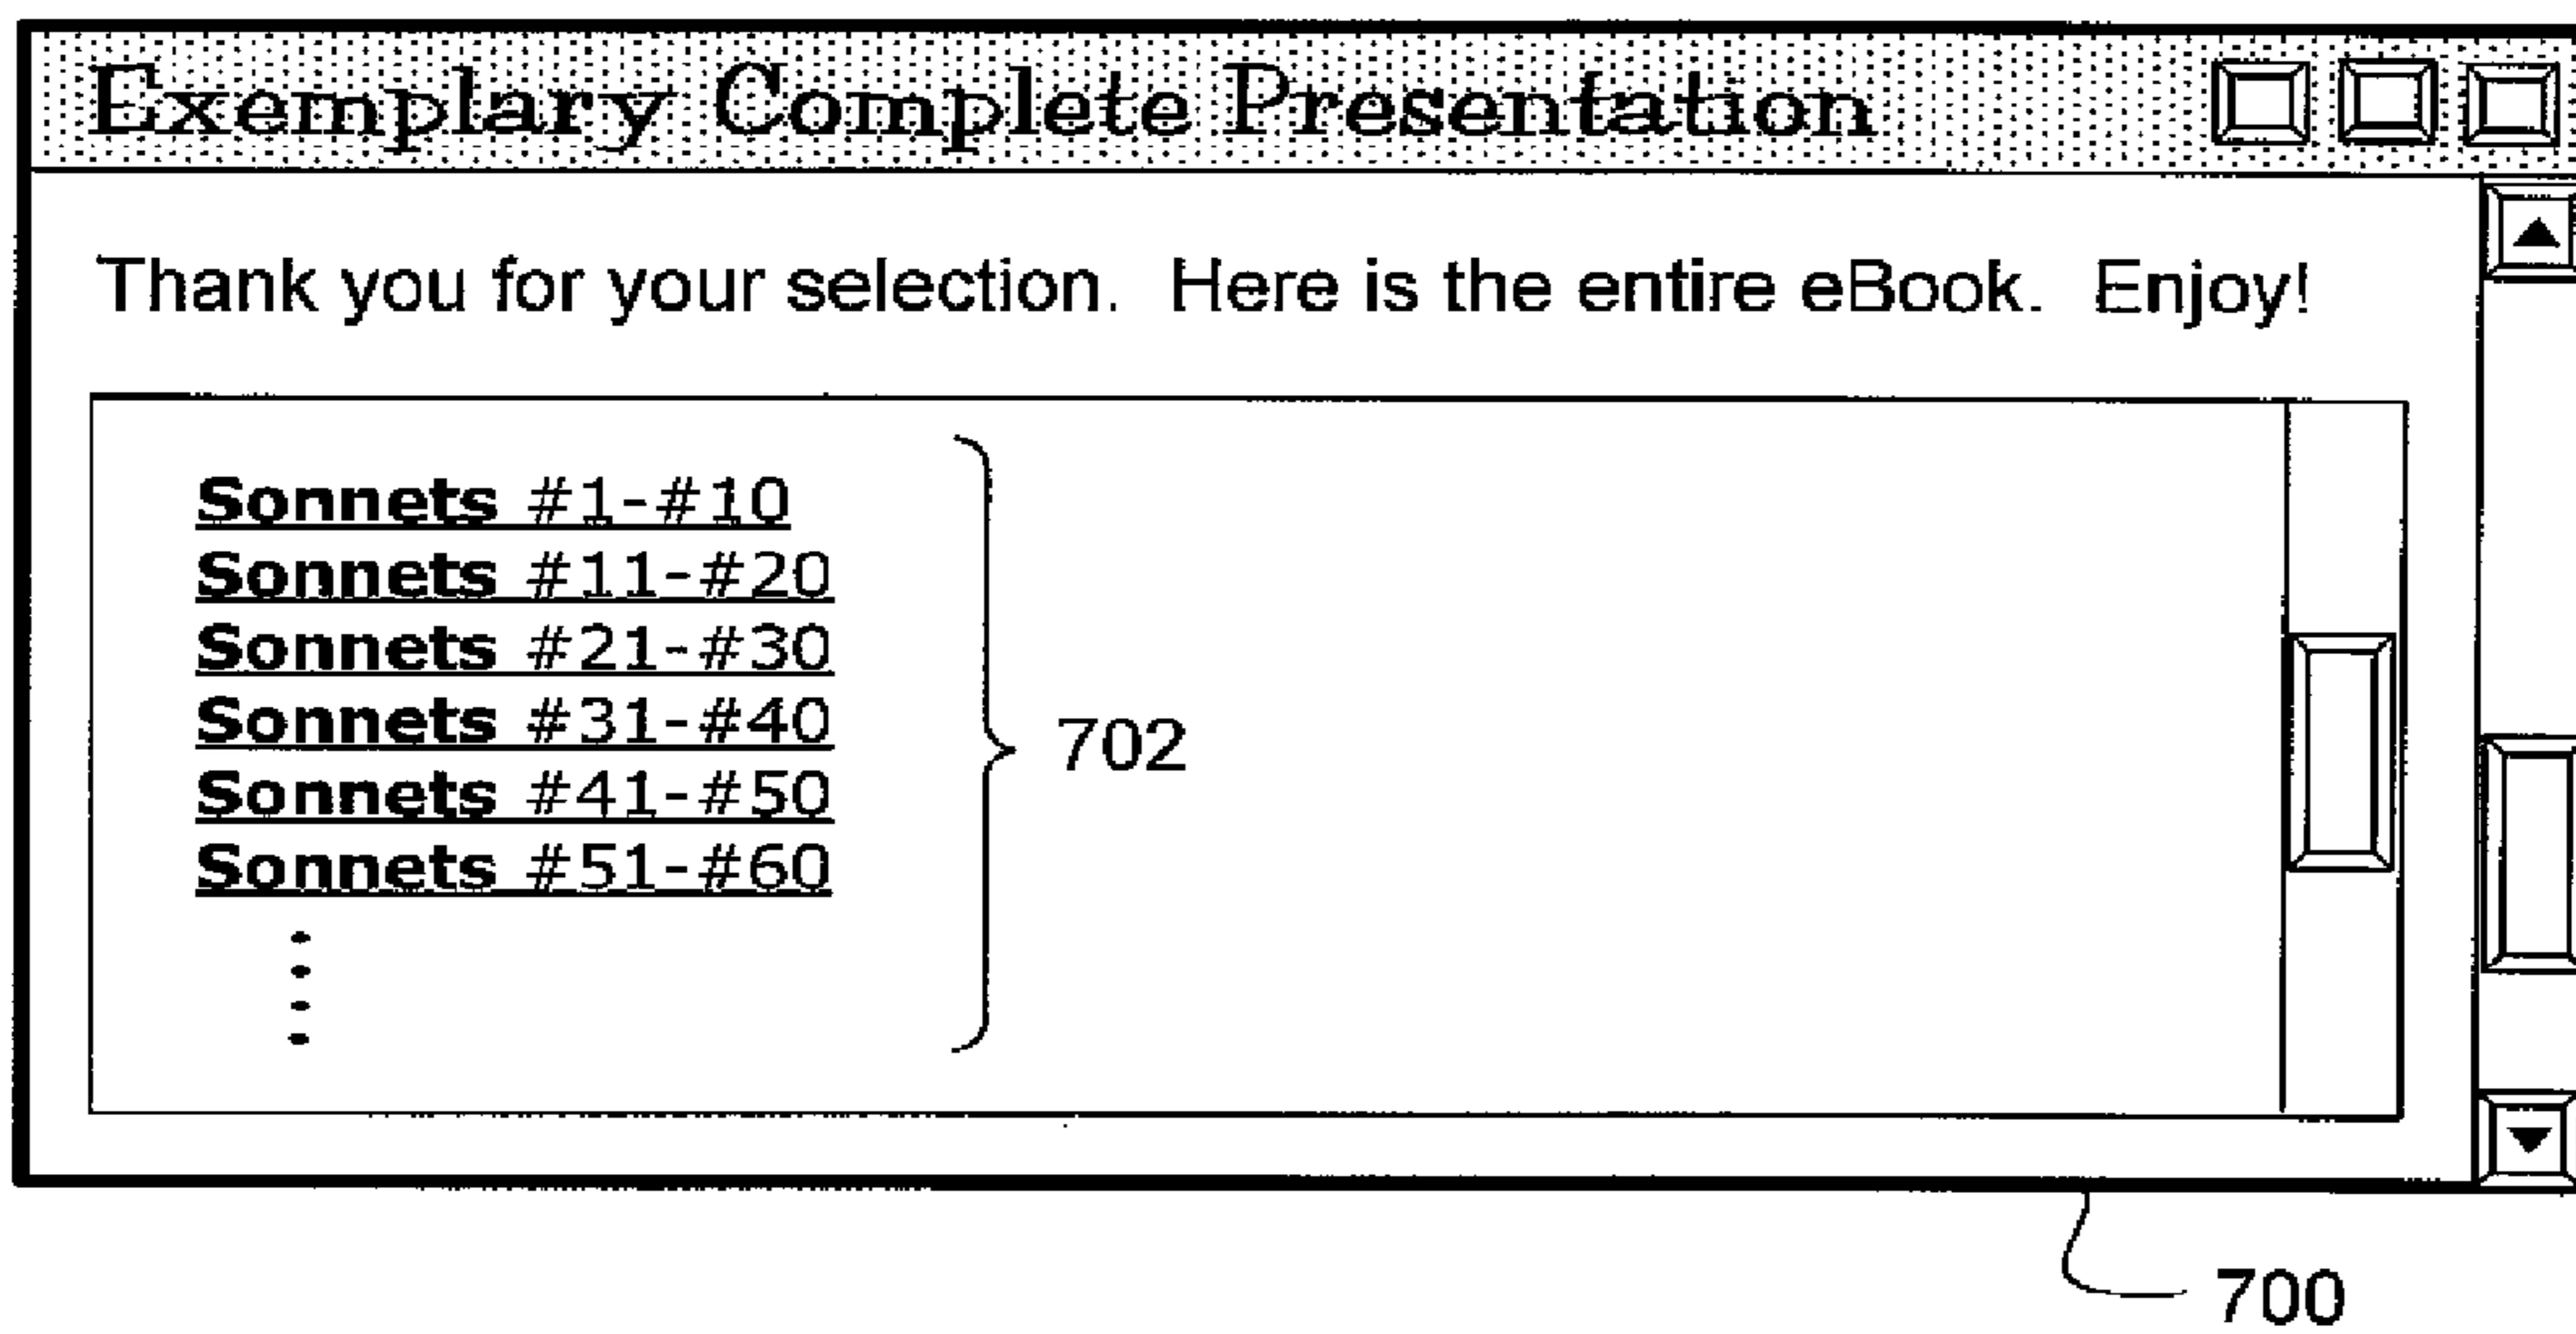 Exemplary Complete Presentation
Thank you for your selection. Here is the entire eBook. Enjoy!
Sonnets #1-#10
Sonnets #11-#20
Sonnets #21-#30
Sonnets #31-#40
Sonnets #41-#50
Sonnets #51-#60
702
700